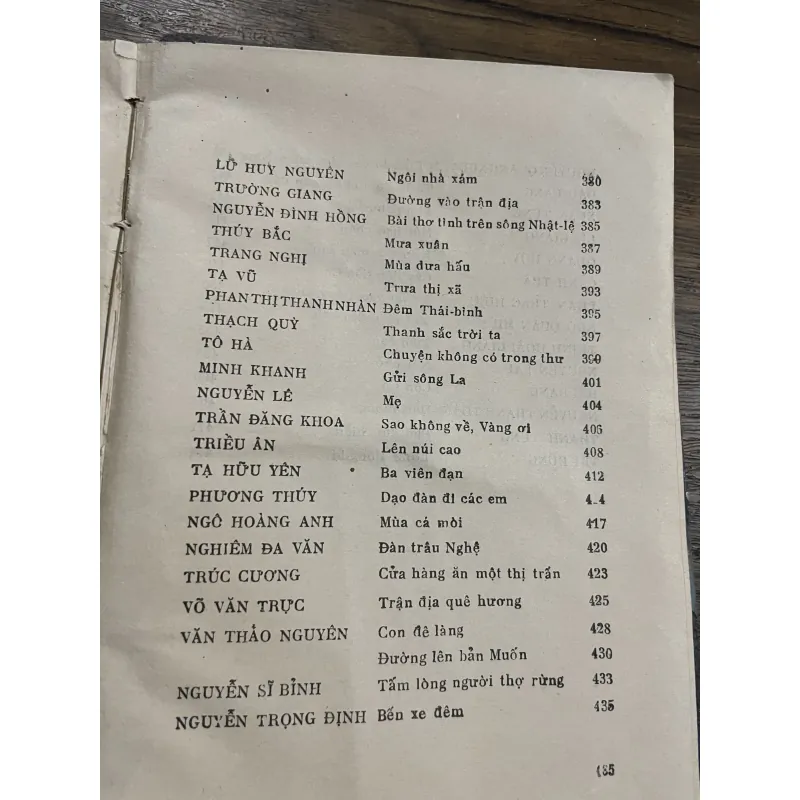 LỮ HUY NGUYÊN Ngôi nhà xám 380
TRƯỜNG GIANG Đường vào trận địa 383
NGUYỄN ĐÌNH HỒNG Bài thơ tình trên sông Nhật-lệ 385
THÚY BẮC Mưa xuân 387
TRANG NGHỊ Mùa dưa hấu 389
TẠ VŨ Trưa thị xã 393
PHAN THỊ THANH NHÀN Đêm Thái-bình 395
THẠCH QUỲ Thanh sắc trời ta 397
TÔ HÀ Chuyện không có trong thư 399
MINH KHANH Gửi sông La 401
NGUYỄN LÊ Mẹ 404
TRẦN ĐĂNG KHOA Sao không về, Vàng ơi 406
TRIỀU ÂN Lên núi cao 408
TẠ HỮU YÊN Ba viên đạn 412
PHƯƠNG THÚY Dạo đàn đi các em 4.4
NGÔ HOÀNG ANH Mùa cá mòi 417
NGHIÊM ĐA VĂN Đàn trâu Nghệ 420
TRÚC CƯƠNG Cửa hàng ăn một thị trấn 423
VÕ VĂN TRỰC Trận địa quê hương 425
VĂN THẢO NGUYÊN Con đê làng 428
Đường lên bản Muốn 430
NGUYỄN SĨ BỈNH Tấm lòng người thợ rừng 433
NGUYỄN TRỌNG ĐỊNH Bến xe đêm 435
485